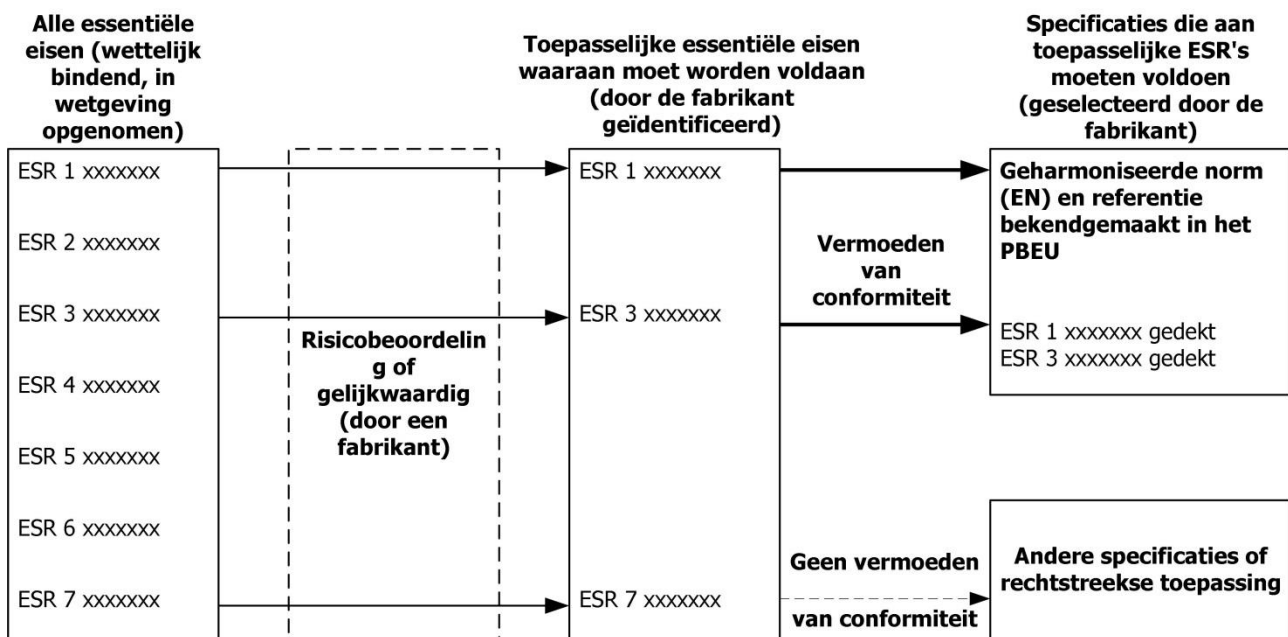 Alle essentiële
eisen (wettelijk
bindend, in
wetgeving
opgenomen)
ESR 1 xxxxxxx
ESR 2 xxxxxxx
ESR 3 xxxxxxx
ESR 4 xxxxxxx
ESR 5 xxxxxxx
ESR 6 xxxxxxx
ESR 7 xxxxxxx
Risicobeoordelin
g of
gelijkwaardig
(door een
fabrikant)
Toepasselijke essentiële eisen
waaraan moet worden voldaan
(door de fabrikant
geïdentificeerd)
ESR 1 xxxxxxx
ESR 3 xxxxxxx
ESR 7 xxxxxxx
Vermoeden
van
conformiteit
Geen vermoeden
van conformiteit
Specificaties die aan
toepasselijke ESR's
moeten voldoen
(geselecteerd door de
fabrikant)
Geharmoniseerde norm
(EN) en referentie
bekendgemaakt in het
PBEU
ESR 1 xxxxxxx gedekt
ESR 3 xxxxxxx gedekt
Andere specificaties of
rechtstreekse toepassing